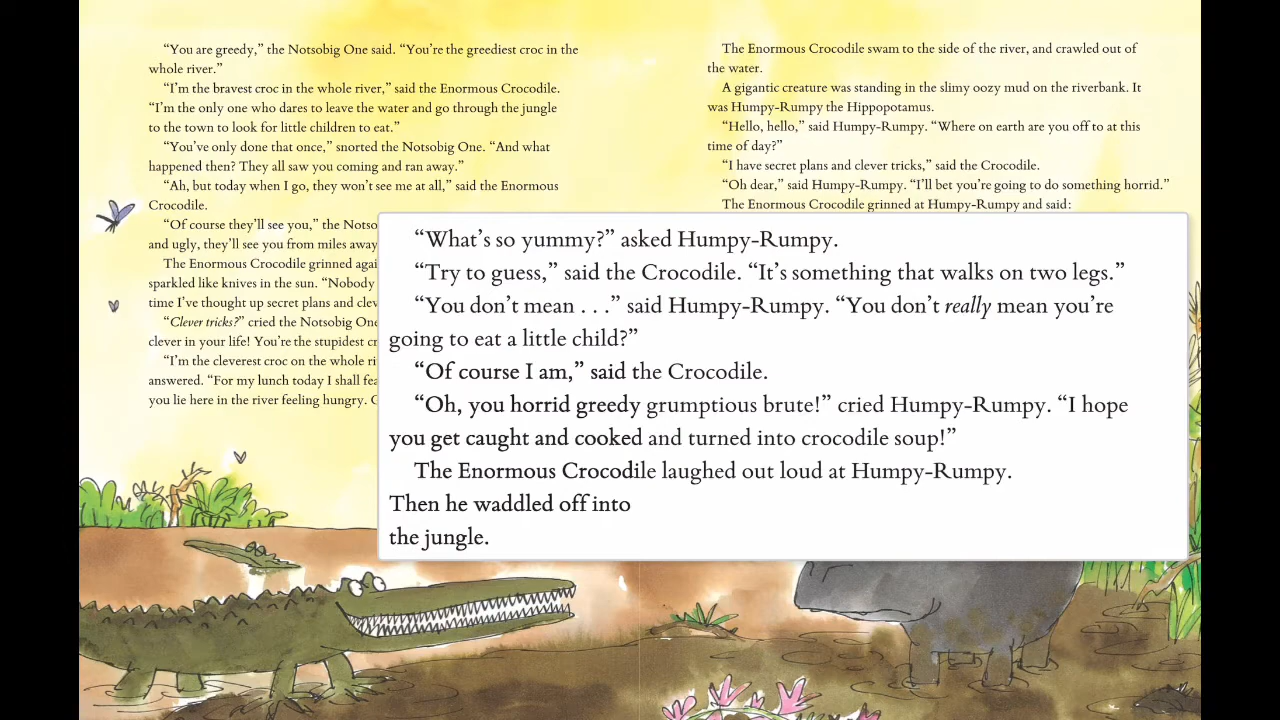 “You are greedy,” the Notsobig One said. “You’re the greediest croc in the
whole river.”
“I’m the bravest croc in the whole river,” said the Enormous Crocodile.
“I’m the only one who dares to leave the water and go through the jungle
to the town to look for little children to eat.”
“You’ve only done that once,” snorted the Notsobig One. “And what
happened then? They all saw you coming and ran away.”
“Ah, but today when I go, they won’t see me at all,” said the Enormous
Crocodile.
“Of course they’ll see you,” the Notso
and ugly, they’ll see you from miles away
The Enormous Crocodile grinned agai
sparkled like knives in the sun. “Nobody
time I’ve thought up secret plans and clev
“Clever tricks?” cried the Notsobig One
clever in your life! You’re the stupidest cr
“I’m the cleverest croc on the whole ri
answered. “For my lunch today I shall fea
you lie here in the river feeling hungry.
The Enormous Crocodile swam to the side of the river, and crawled out of
the water.
A gigantic creature was standing in the slimy oozy mud on the riverbank. It
was Humpy-Rumpy the Hippopotamus.
“Hello, hello,” said Humpy-Rumpy. “Where on earth are you off to at this
time of day?”
“I have secret plans and clever tricks,” said the Crocodile.
“Oh dear,” said Humpy-Rumpy. “I’ll bet you’re going to do something horrid.”
The Enormous Crocodile grinned at Humpy-Rumpy and said:
“What’s so yummy?” asked Humpy-Rumpy.
“Try to guess,” said the Crocodile. “It’s something that walks on two legs.”
“You don’t mean . . .” said Humpy-Rumpy. “You don’t really mean you’re
going to eat a little child?”
“Of course I am,” said the Crocodile.
“Oh, you horrid greedy grumptious brute!” cried Humpy-Rumpy. “I hope
you get caught and cooked and turned into crocodile soup!”
The Enormous Crocodile laughed out loud at Humpy-Rumpy.
Then he waddled off into
the jungle.